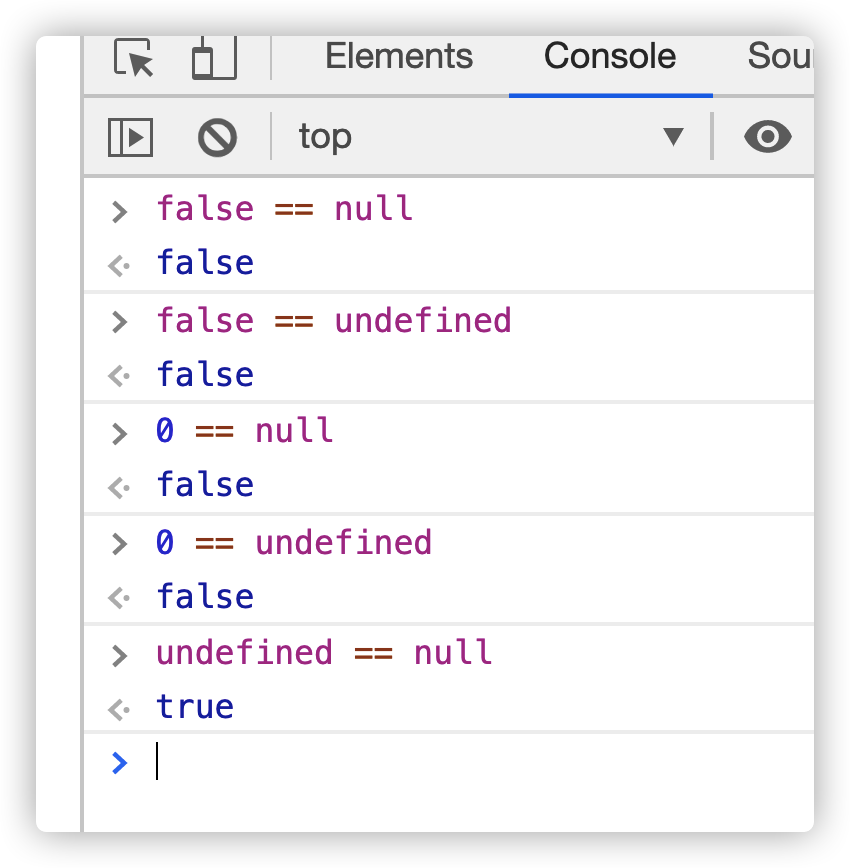 Elements Console Sou
top
false == null
false
false == undefined
false
0 == null
false
0 == undefined
false
undefined == null
true